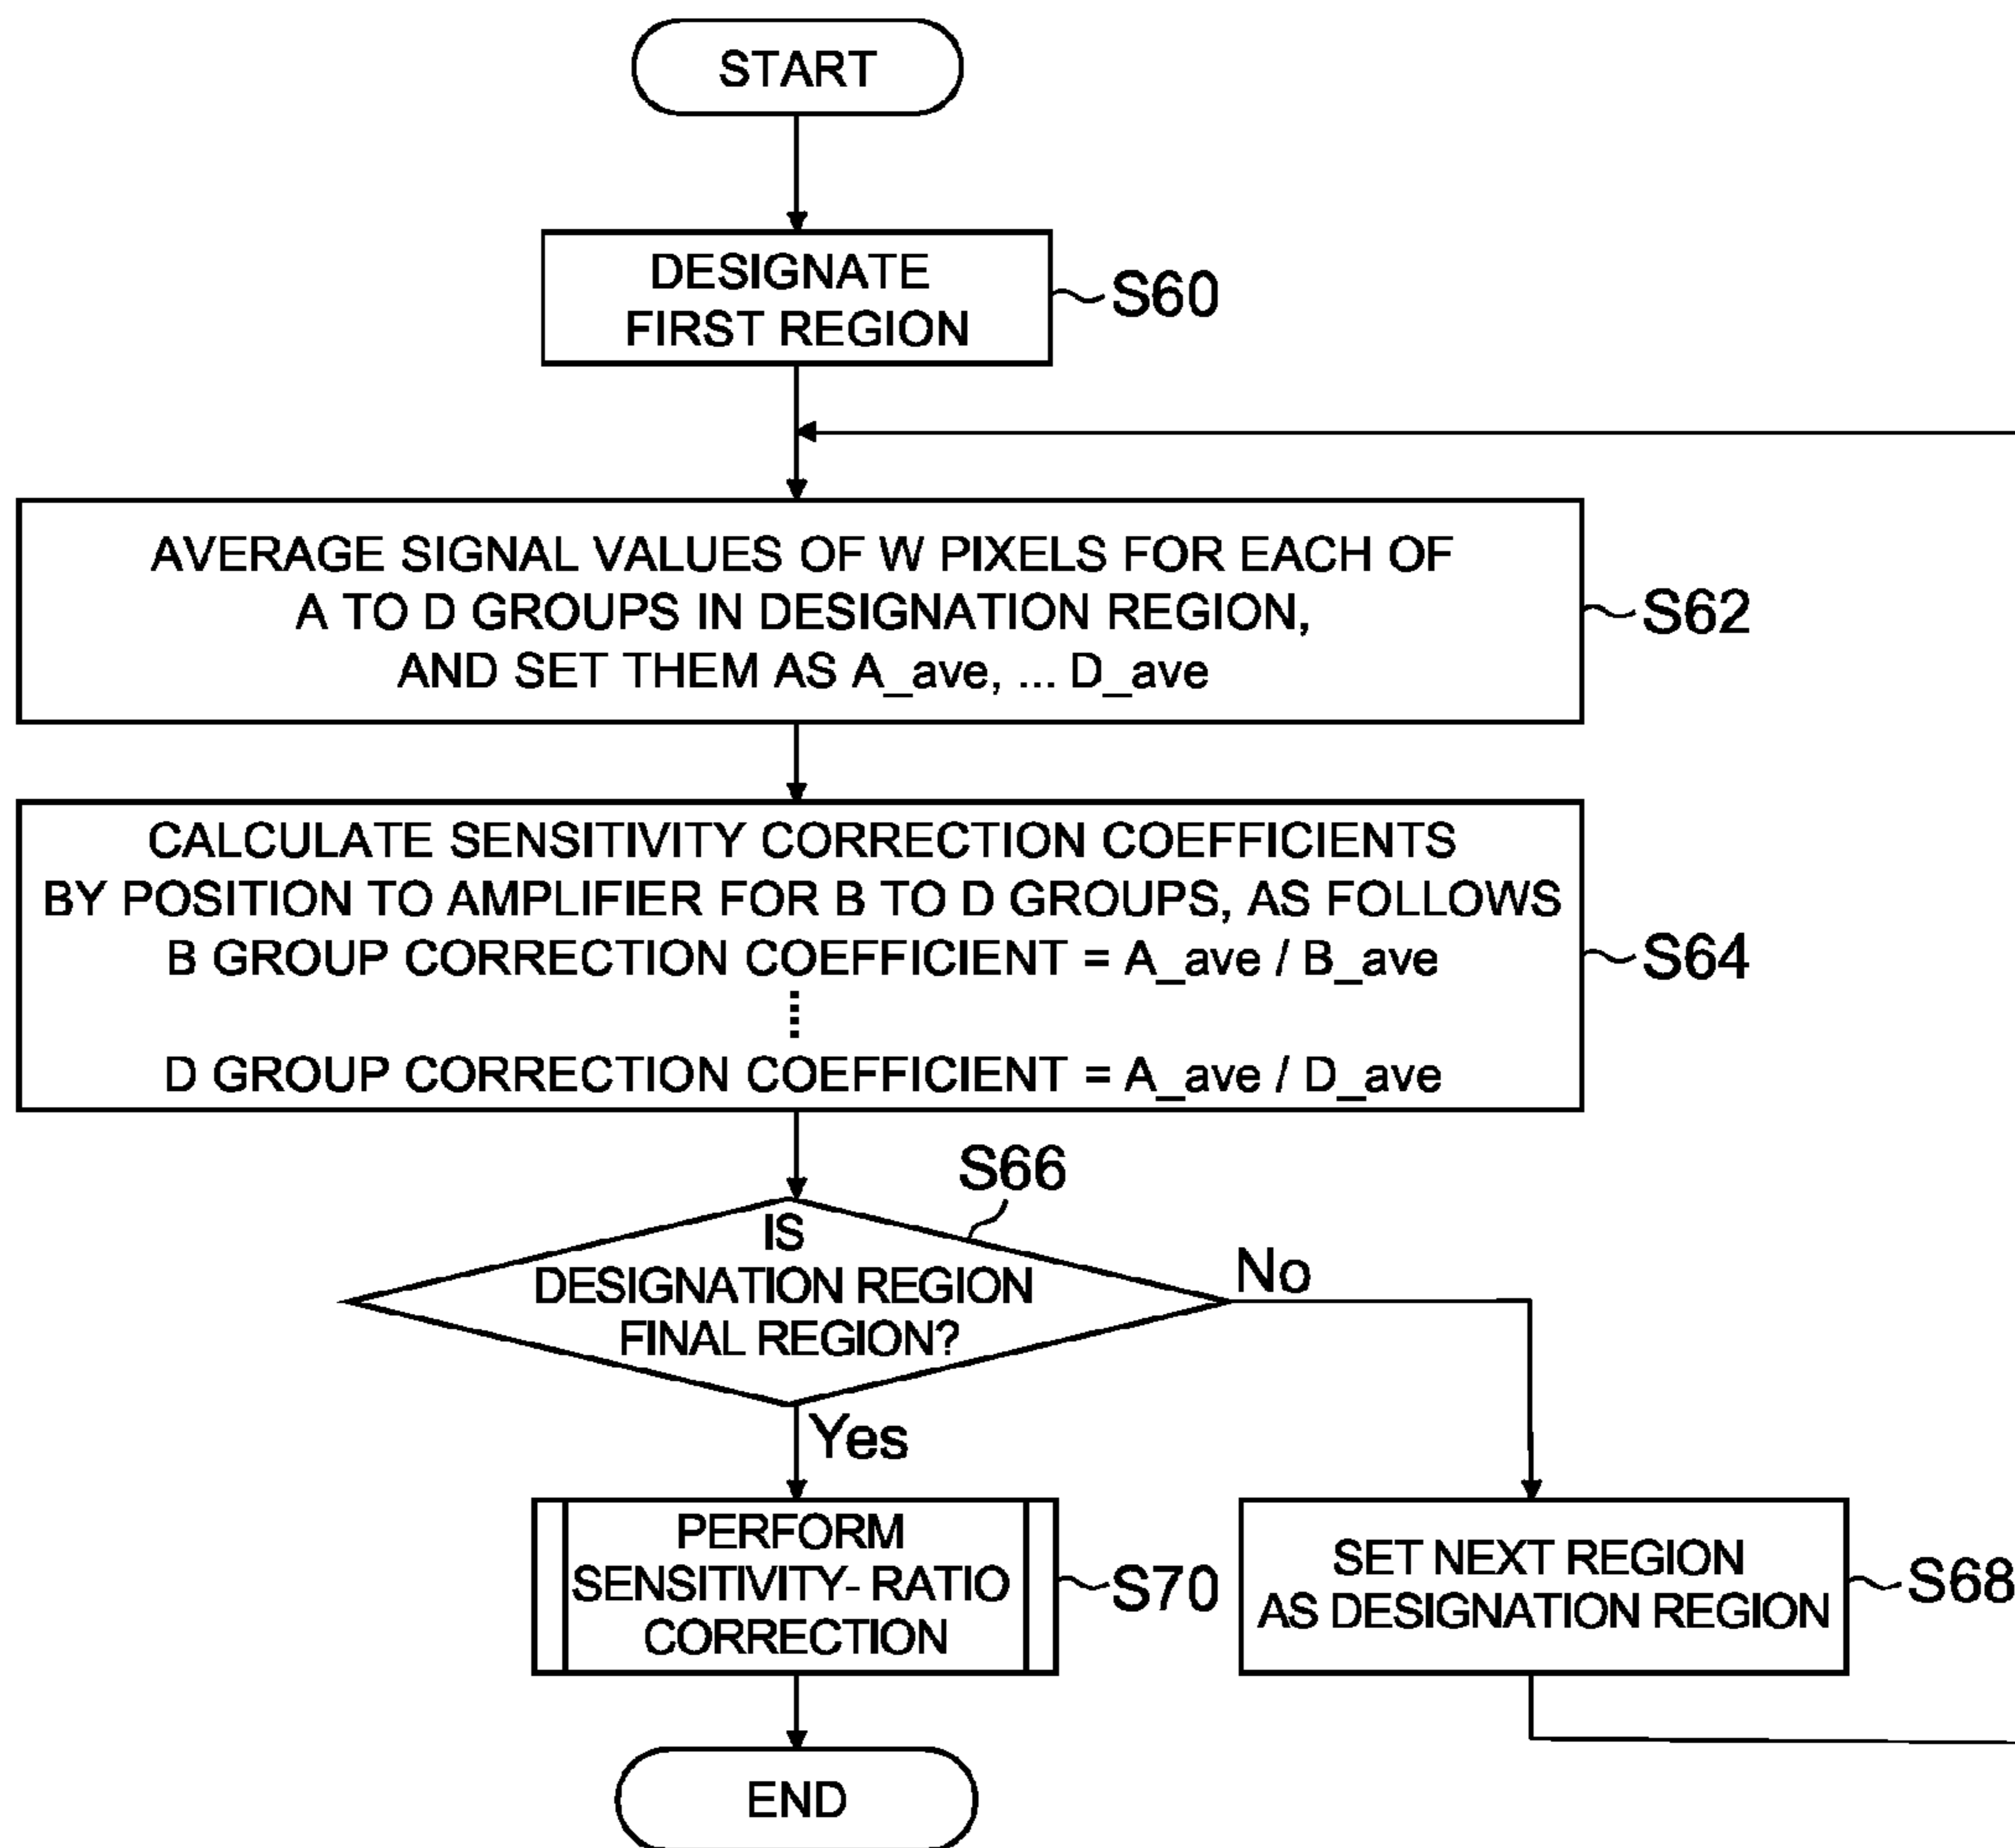 START
DESIGNATE
FIRST REGION
S60
AVERAGE SIGNAL VALUES OF W PIXELS FOR EACH OF
A TO D GROUPS IN DESIGNATION REGION,
AND SET THEM AS A_ave, ... D_ave
S62
CALCULATE SENSITIVITY CORRECTION COEFFICIENTS
BY POSITION TO AMPLIFIER FOR B TO D GROUPS, AS FOLLOWS
B GROUP CORRECTION COEFFICIENT = A_ave / B_ave
D GROUP CORRECTION COEFFICIENT = A_ave / D_ave
S64
S66
IS
DESIGNATION REGION
FINAL REGION?
No
Yes
PERFORM
SENSITIVITY- RATIO
CORRECTION
S70
SET NEXT REGION
AS DESIGNATION REGION
S68
END